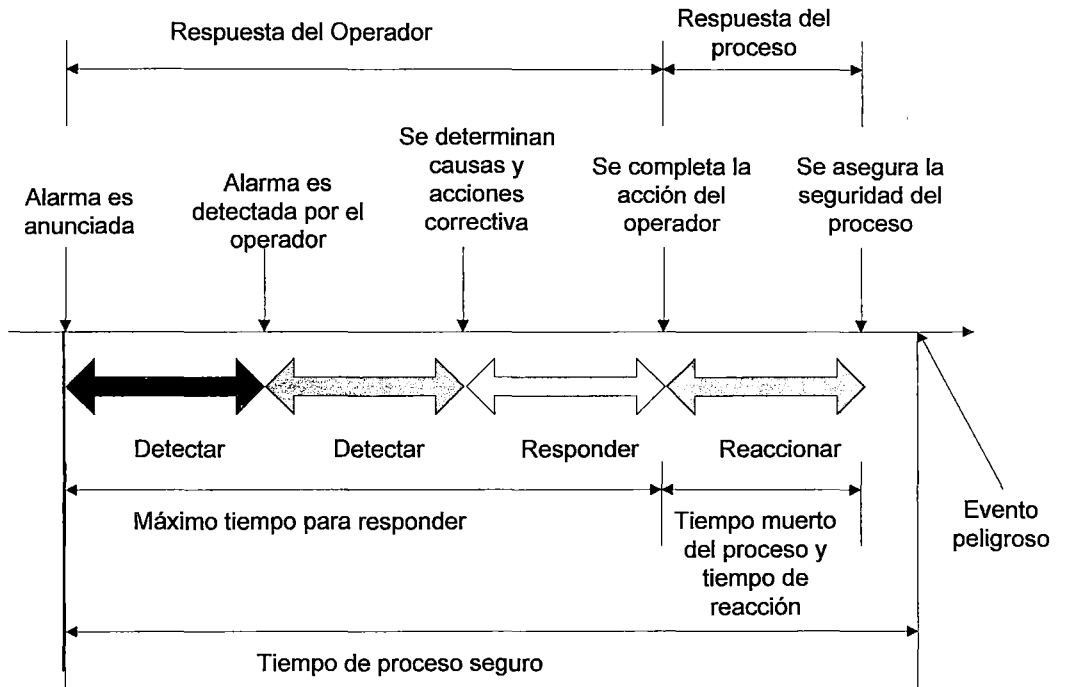 Respuesta del Operador
Respuesta del
proceso
Alarma es
anunciada
Alarma es
detectada por el
operador
Se determinan
causas y
acciones
correctiva
Se completa la
acción del
operador
Se asegura la
seguridad del
proceso
Detectar
Detectar
Responder
Reaccionar
Máximo tiempo para responder
Tiempo muerto
del proceso y
tiempo de
reacción
Evento
peligroso
Tiempo de proceso seguro